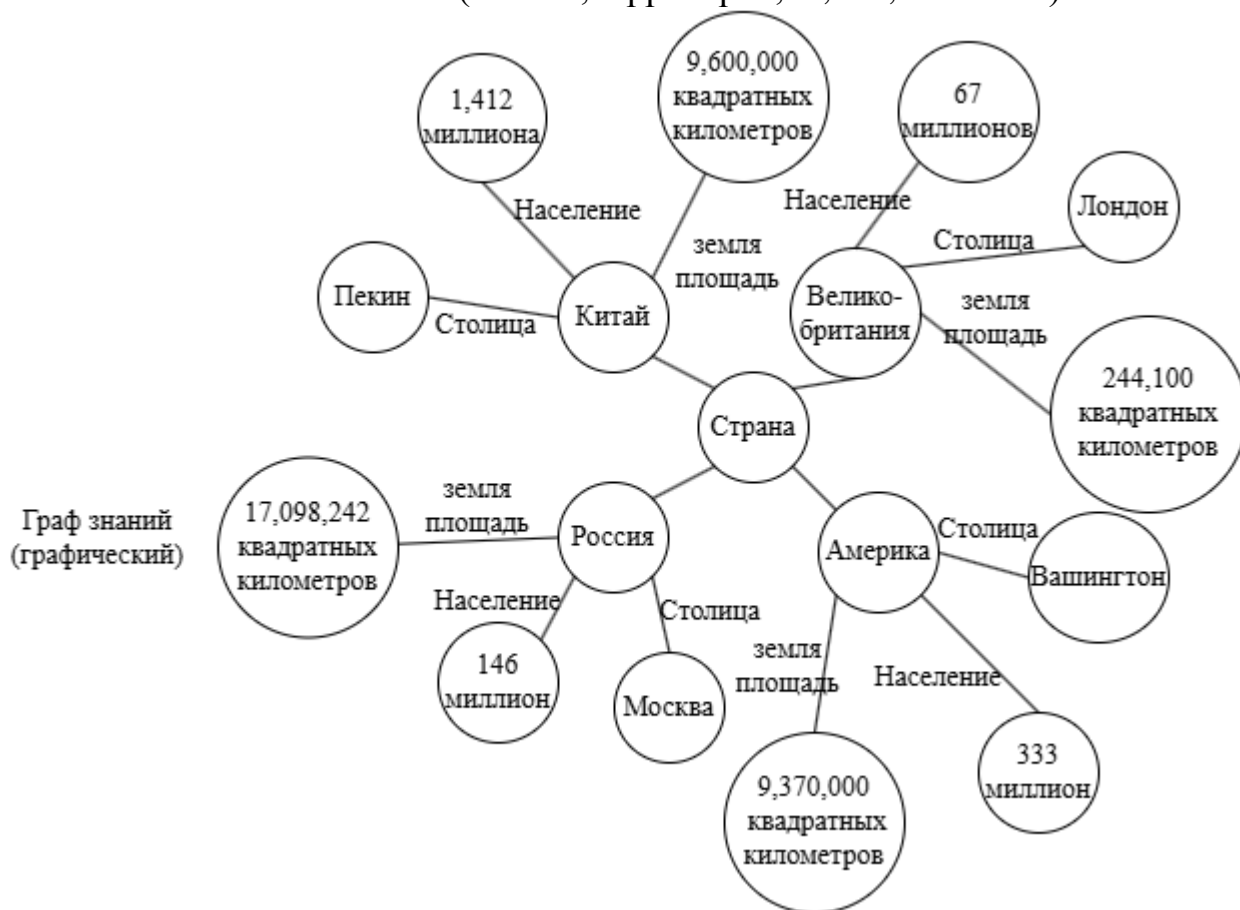 1,412
миллиона
9,600,000
квадратных
километров
67
миллионов
Население
земля
площадь
Население
Столица
Лондон
Пекин
Столица
Китай
Велико-
британия
земля
площадь
244,100
квадратных
километров
Страна
Граф знаний
(графический)
17,098,242
квадратных
километров
земля
площадь
Россия
Америка
Столица
Вашингтон
Население
146
миллион
Столица
Москва
земля
площадь
Население
9,370,000
квадратных
километров
333
миллион